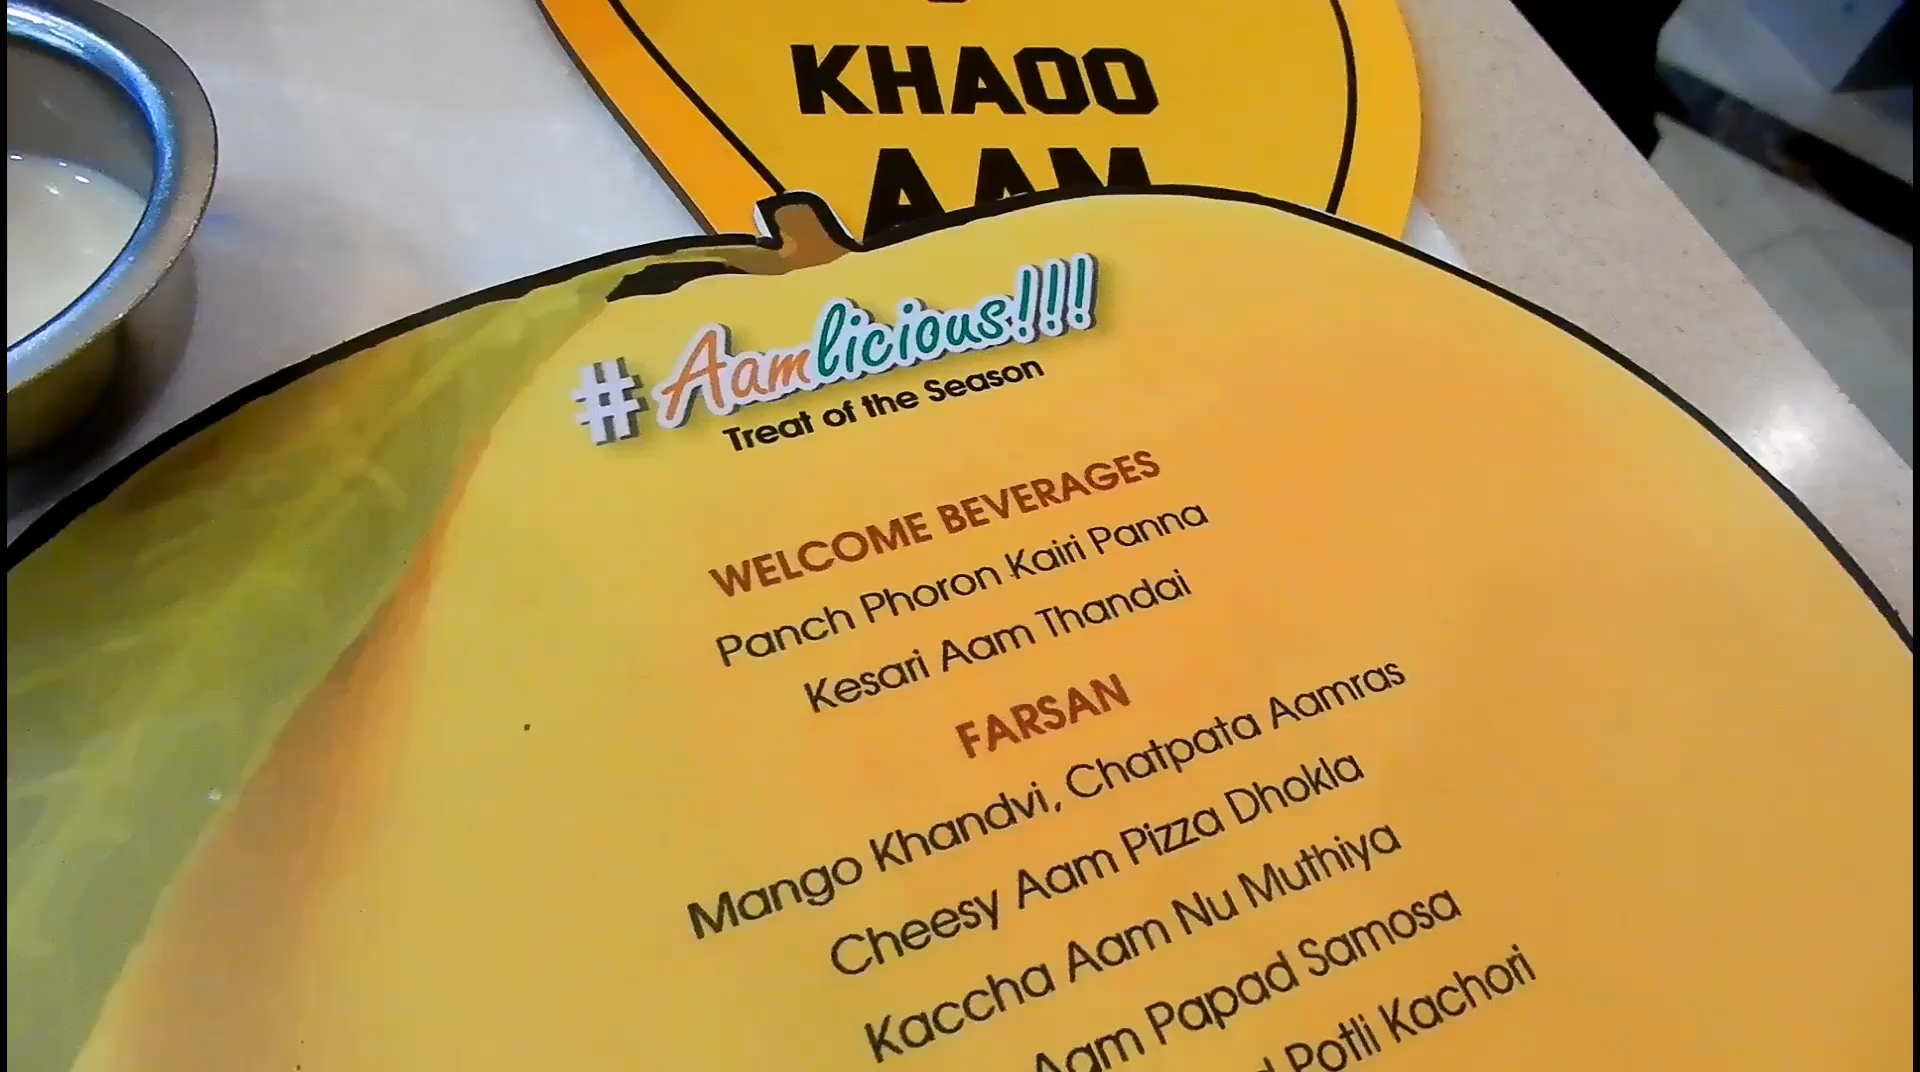 KHAOO
AAM
#Aamlicious!!!
Treat of the Season
WELCOME BEVERAGES
Panch Phoron Kairi Panna
Kesari Aam Thandai
FARSAN
Mango Khandvi, Chatpata Aamras
Cheesy Aam Pizza Dhokla
Kaccha Aam Nu Muthiya
Aam Papad Samosa
Potli Kachori